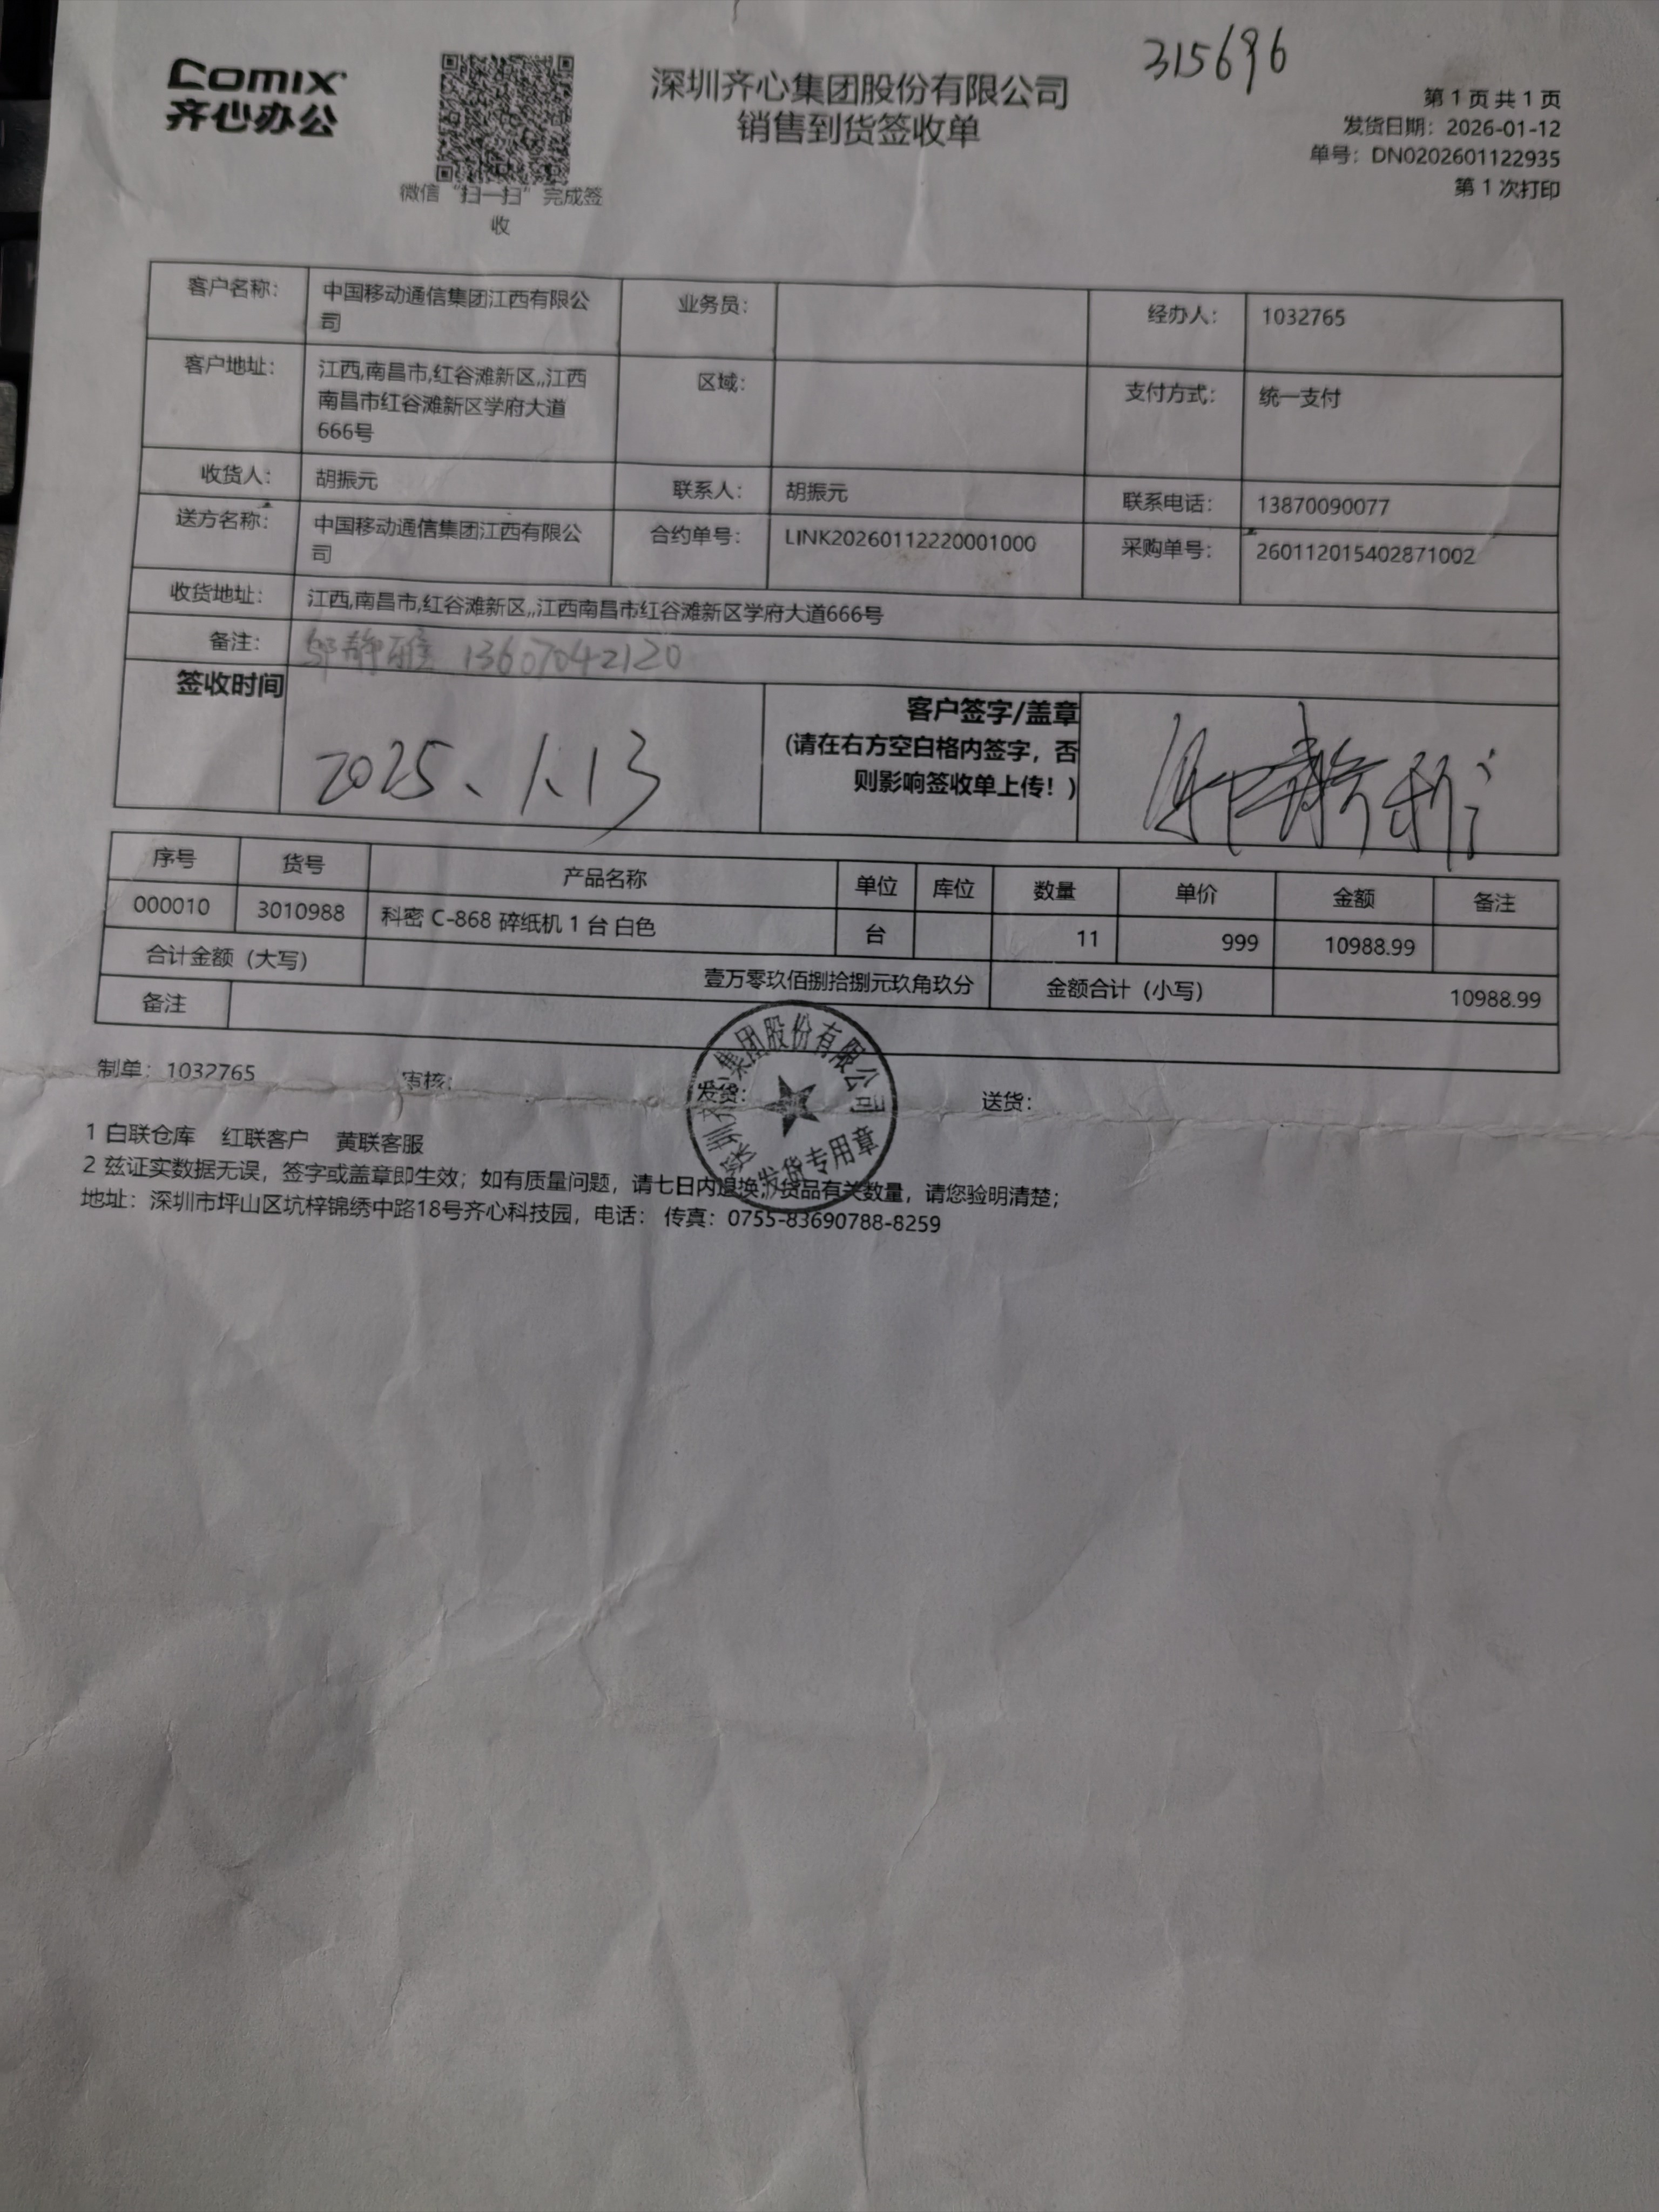 315696
comix
齐心办公
微信“扫一扫”完成签
收
深圳齐心集团股份有限公司
销售到货签收单
第 1 页 共 1 页
发货日期：2026-01-12
单号：DN0202601122935
第 1 次打印
客户名称： 中国移动通信集团江西有限公司 业务员： 经办人： 1032765
客户地址： 江西,南昌市,红谷滩新区,,江西南昌市红谷滩新区学府大道666号 区域： 支付方式： 统一支付
收货人： 胡振元 联系人： 胡振元 联系电话： 13870090077
送方名称： 中国移动通信集团江西有限公司 合约单号： LINK20260112220001000 采购单号： 260112015402871002
收货地址： 江西,南昌市,红谷滩新区,,江西南昌市红谷滩新区学府大道666号
备注： 静雅 13607042120
签收时间 2025、1.13 客户签字/盖章
(请在右方空白格内签字，否
则影响签收单上传！)
序号 货号 产品名称 单位 库位 数量 单价 金额 备注
000010 3010988 科密 C-868 碎纸机 1 台 白色 台 11 999 10988.99
合计金额（大写） 壹万零玖佰捌拾捌元玖角玖分 金额合计（小写） 10988.99
备注
制单：1032765 审核： 发货： 送货：
深圳齐心集团股份有限公司
发货专用章
1 白联仓库 红联客户 黄联客服
2 兹证实数据无误，签字或盖章即生效；如有质量问题，请七日内退换，货品有关数量，请您验明清楚；
地址：深圳市坪山区坑梓锦绣中路18号齐心科技园，电话： 传真：0755-83690788-8259